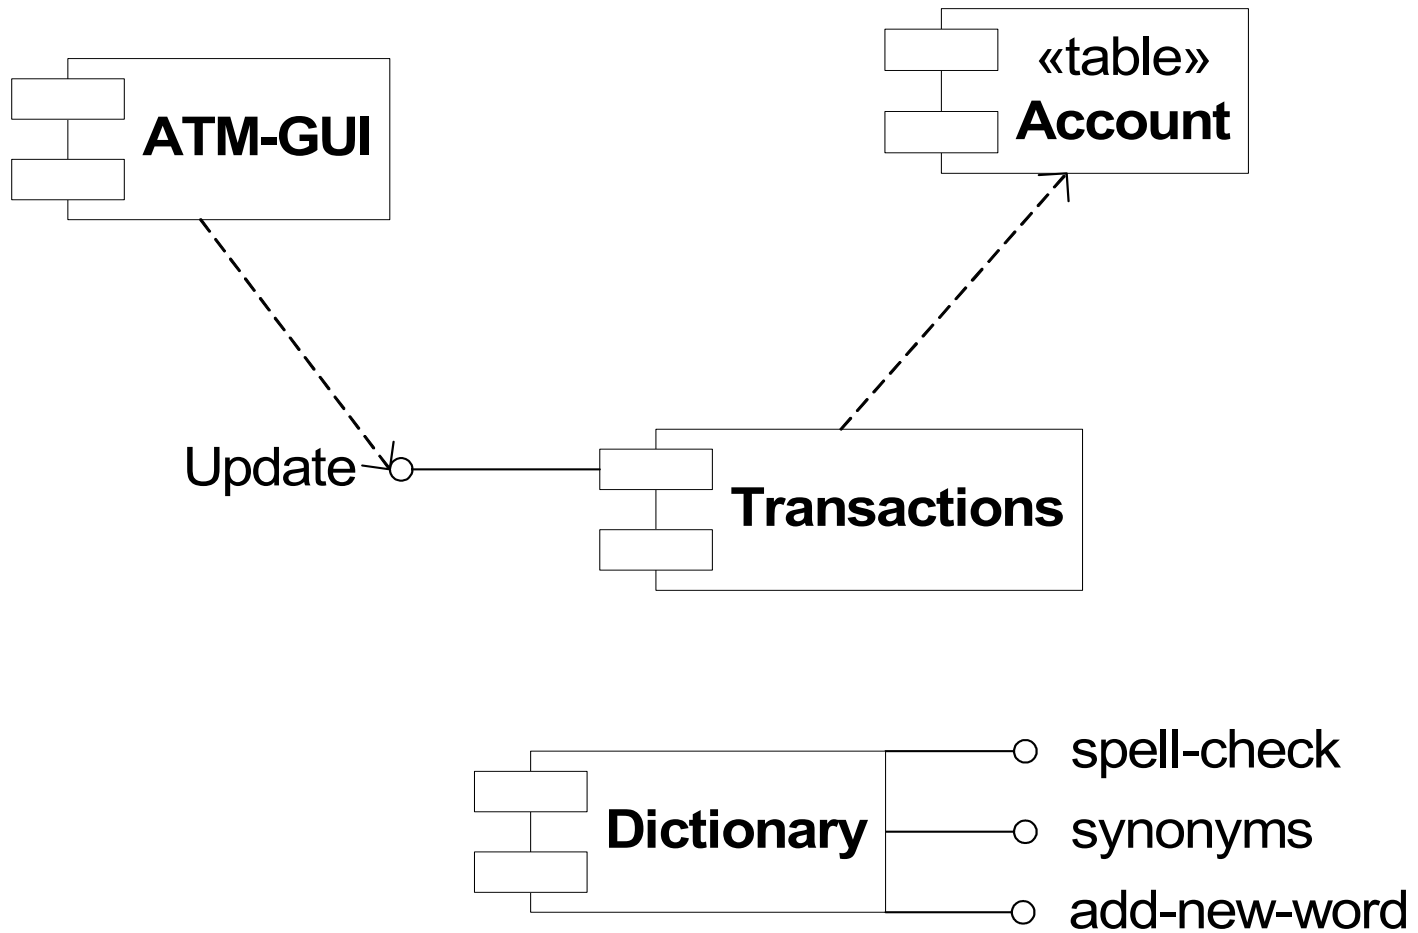 ATM-GUI
«table»
Account
Update
Transactions
Dictionary
spell-check
synonyms
add-new-word